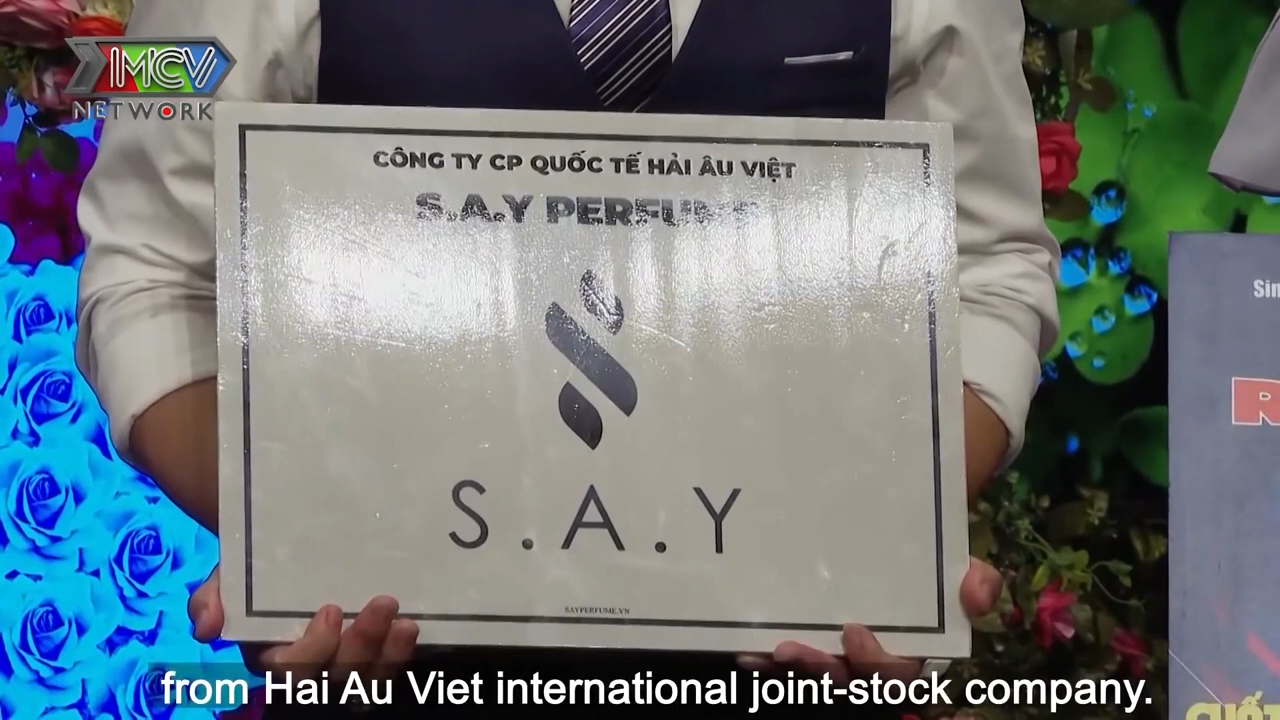 MCV
NETWORK
CÔNG TY CP QUỐC TẾ HẢI ÂU VIỆT
S.A.Y PERFUME
S.A.Y
SAYPERFUME.VN
from Hai Au Viet international joint-stock company.